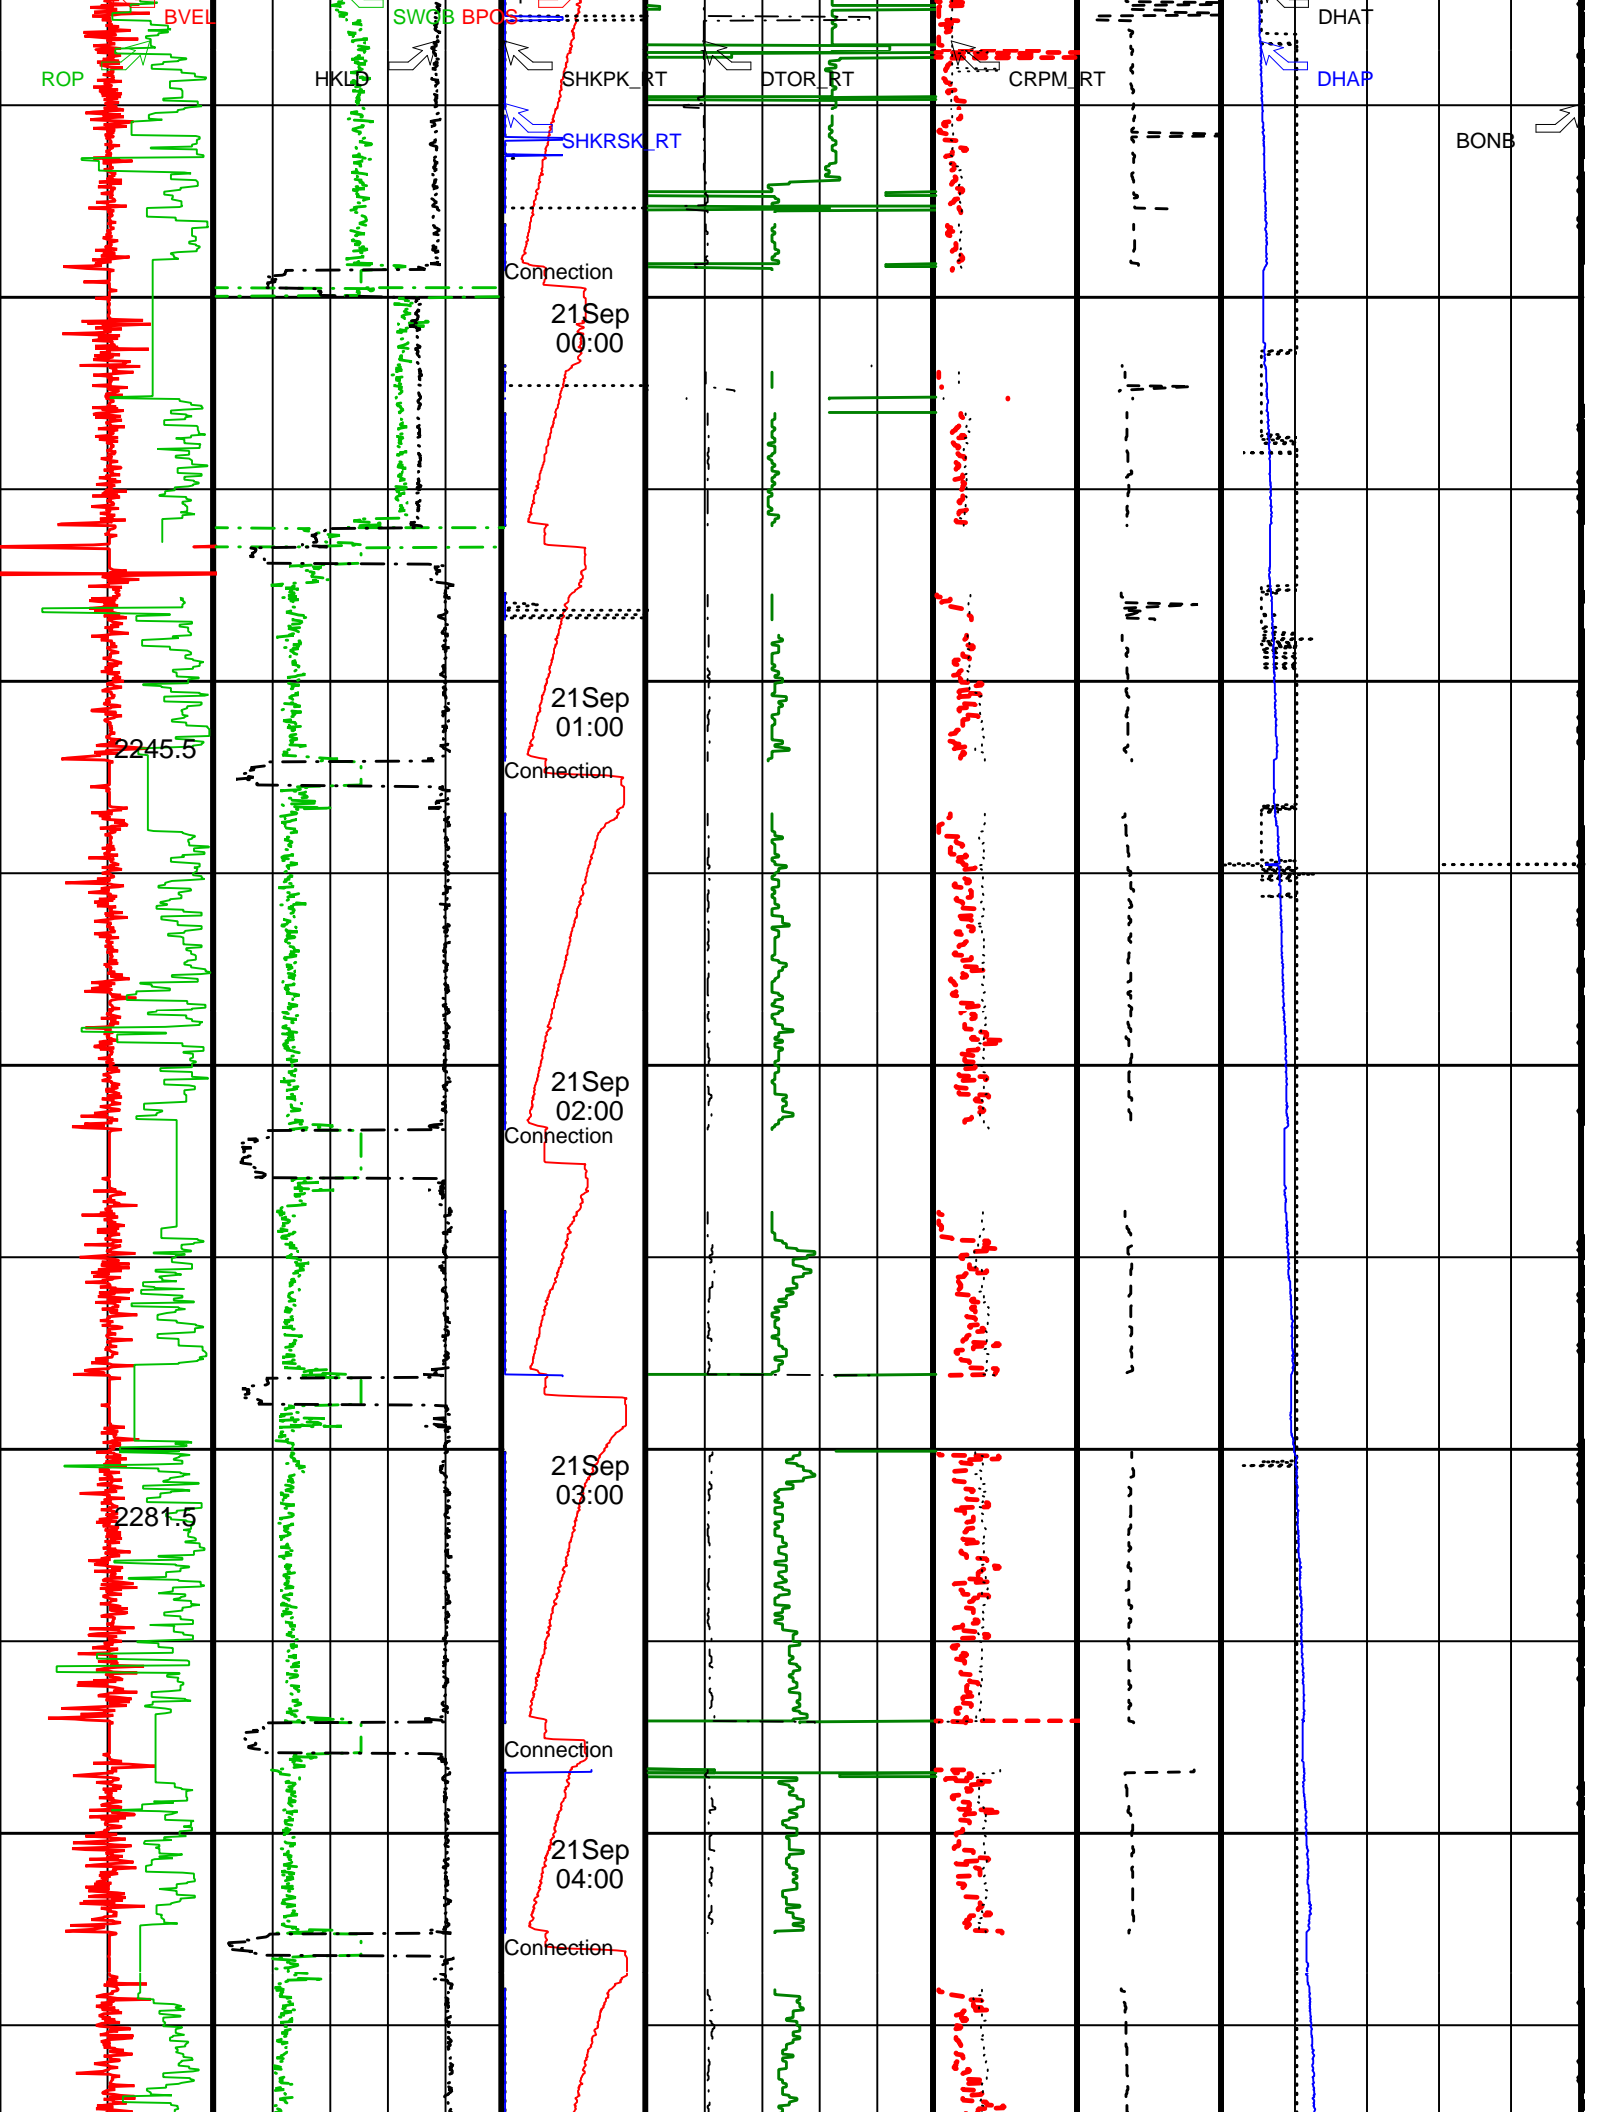 BVEL SWOB BPOS DHAT
ROP HKLD SHKPK_RT DTOR_RT CRPM_RT DHAP
SHKRSK_RT BONB
Connection
21Sep
00:00
21Sep
01:00
2245.5
Connection
21Sep
02:00
Connection
21Sep
03:00
2281.5
Connection
21Sep
04:00
Connection